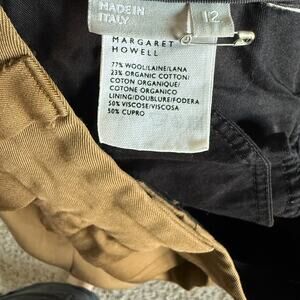 MADE IN
ITALY
12
MARGARET
HOWELL
77% WOOL/LAINE/LANA
23% ORGANIC COTTON/
COTON ORGANIQUE/
COTONE ORGANICO
LINING/DOUBLURE/FODERA
50% VISCOSE/VISCOSA
50% CUPRO